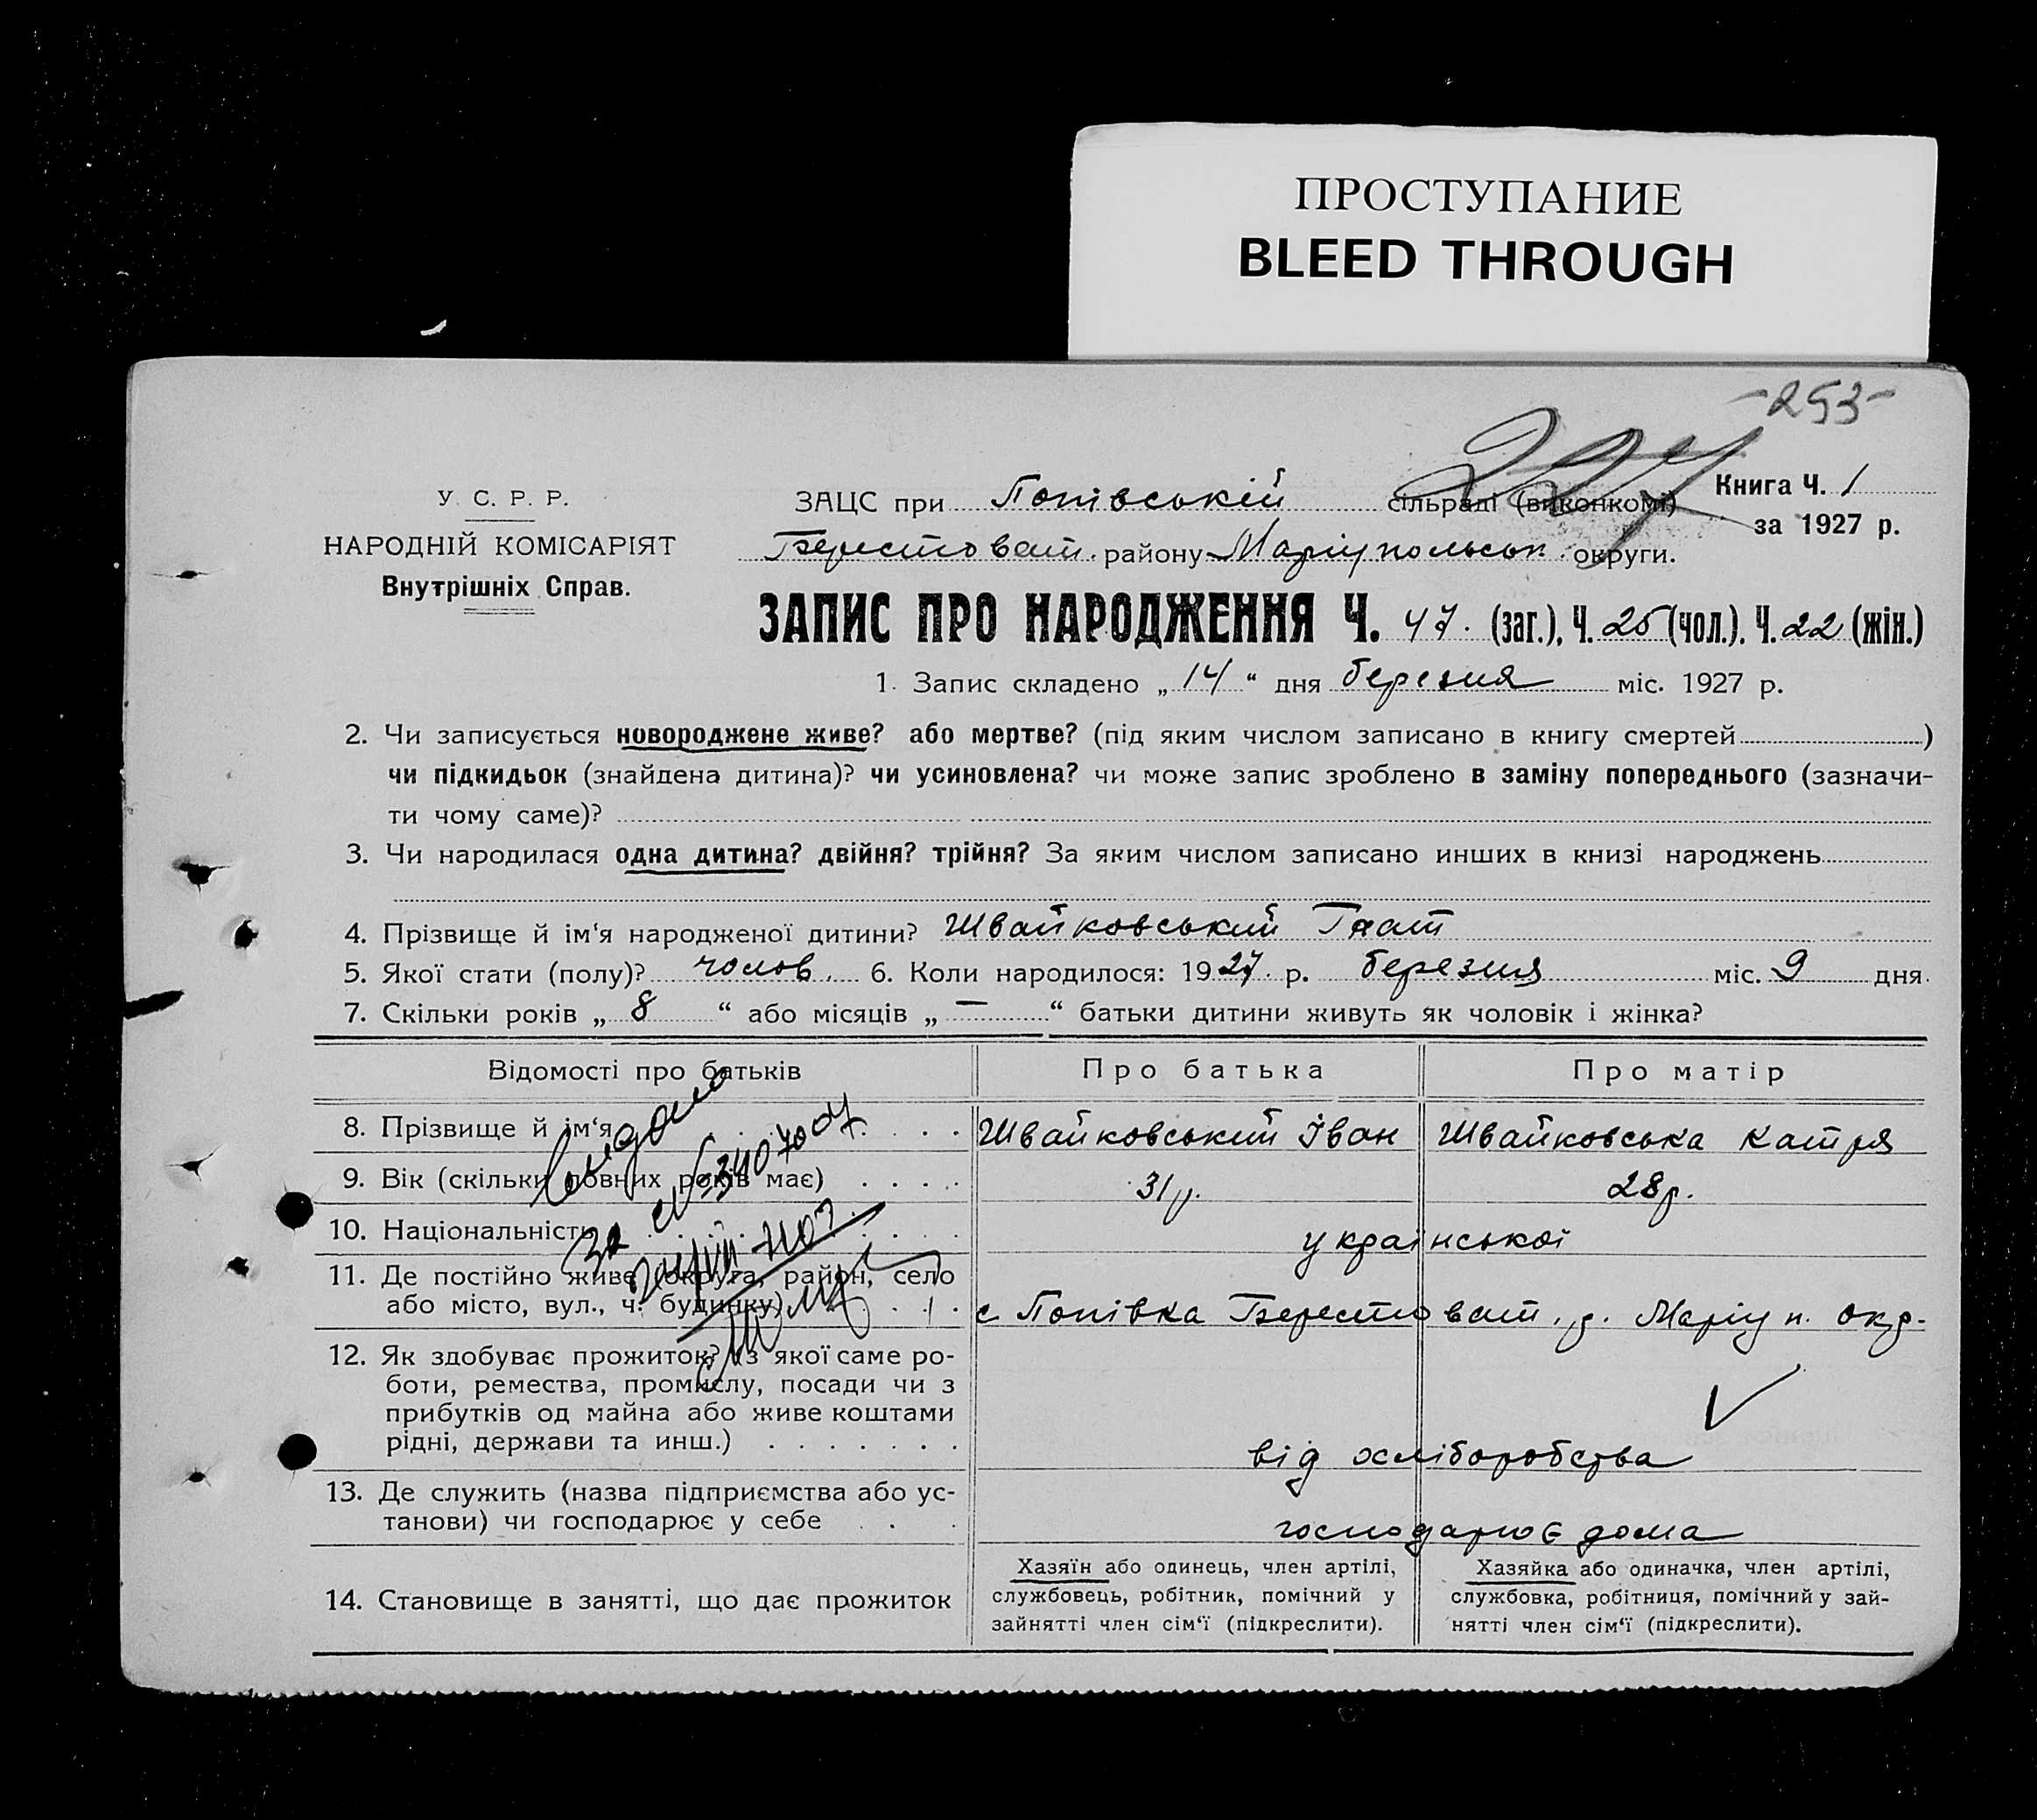 ПРОСТУПАНИЕ
BLEED THROUGH
-253-
227
У. С. Р. Р.
НАРОДНІЙ КОМІСАРІЯТ
Внутрішніх Справ.
ЗАЦС при Попівській сільраді (виконкомі)
Книга Ч. 1
за 1927 р.
Берестоват. району Маріупольськ. округи.
ЗАПИС ПРО НАРОДЖЕННЯ Ч. 47. (заг.), Ч. 25 (чол.), Ч. 22 (жін.)
1. Запис складено „ 14 “ дня березня міс. 1927 р.
2. Чи записується новороджене живе? або мертве? (під яким числом записано в книгу смертей )
чи підкидьок (знайдена дитина)? чи усиновлена? чи може запис зроблено в заміну попереднього (зазначи-
ти чому саме)?
3. Чи народилася одна дитина? двійня? трійня? За яким числом записано инших в книзі народжень
4. Прізвище й ім‘я народженої дитини? Швайковський
5. Якої стати (полу)? чолов. 6. Коли народилося: 1927. р. березня міс. 9 дня.
7. Скільки років „ 8 “ або місяців „ — “ батьки дитини живуть як чоловік і жінка?
Відомості про батьків Про батька Про матір
8. Прізвище й ім‘я Швайковський Іван Швайковська Катря
9. Вік (скільки повних років має) 31 р. 28 р.
10. Національність української
11. Де постійно живе (округа, район, село
або місто, вул., ч. будинку) с Попівка Берестоват. р. Маріуп. окр.
12. Як здобуває прожиток? (з якої саме ро-
боти, ремества, промислу, посади чи з
прибутків од майна або живе коштами
рідні, держави та инш.) від хліборобства
13. Де служить (назва підприємства або ус-
танови) чи господарює у себе господарює дома
14. Становище в занятті, що дає прожиток
Хазяїн або одинець, член артілі,
службовець, робітник, помічний у
зайнятті член сім‘ї (підкреслити).
Хазяйка або одиначка, член артілі,
службовка, робітниця, помічний у зай-
нятті член сім‘ї (підкреслити).